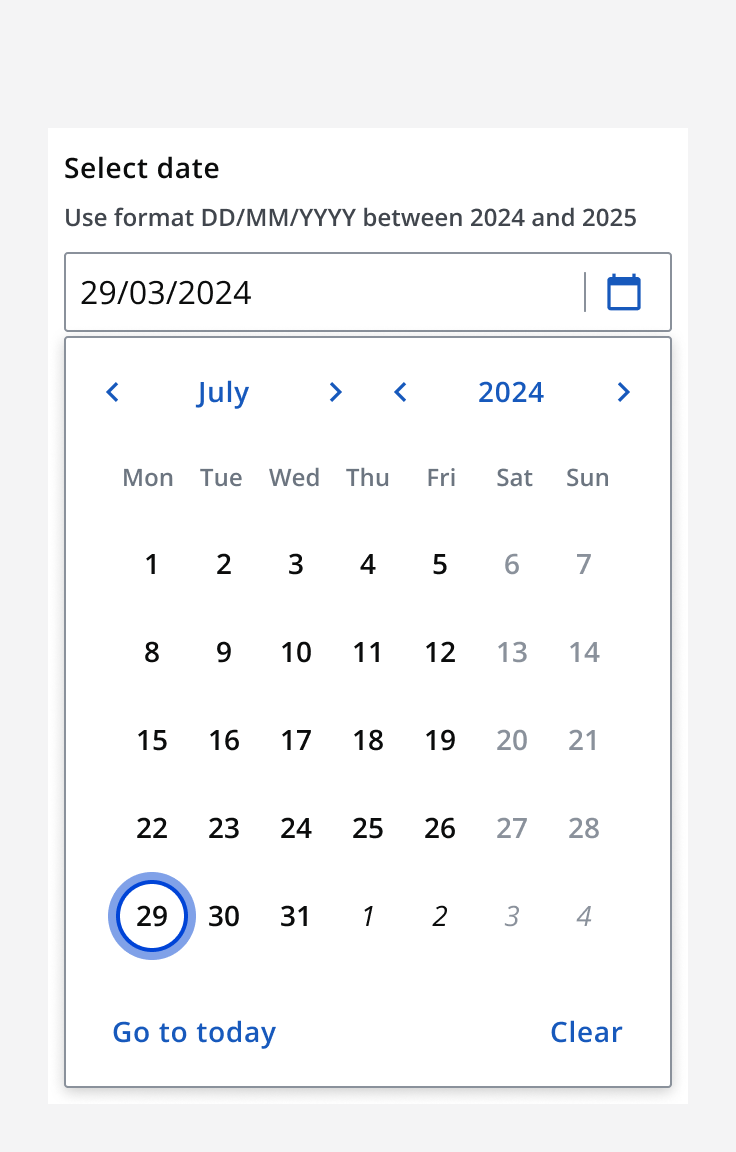 Select date
Use format DD/MM/YYYY between 2024 and 2025
29/03/2024
July 2024
Mon Tue Wed Thu Fri Sat Sun
1 2 3 4 5 6 7
8 9 10 11 12 13 14
15 16 17 18 19 20 21
22 23 24 25 26 27 28
29 30 31 1 2 3 4
Go to today Clear